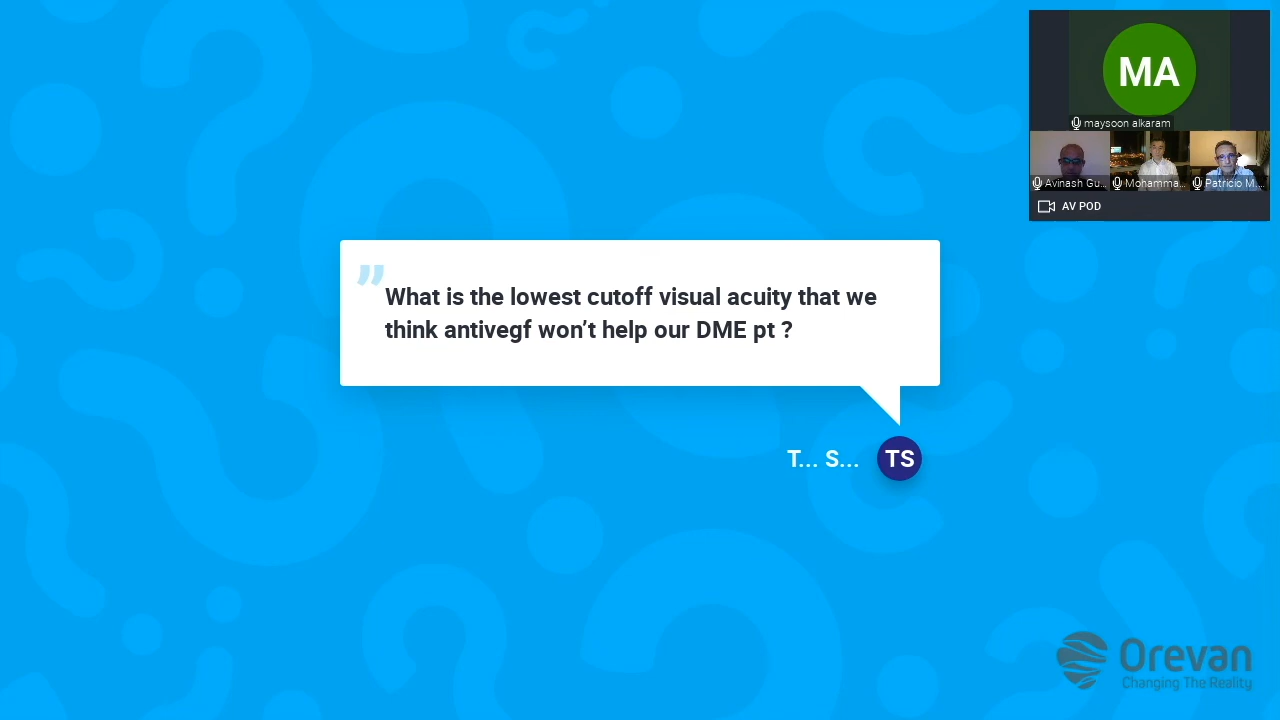 MA
maysoon alkaram
Avinash Gu...
Mohamma...
Patricio M....
AV POD
What is the lowest cutoff visual acuity that we
think antivegf won’t help our DME pt ?
T... S...
TS
Orevan
Changing The Reality